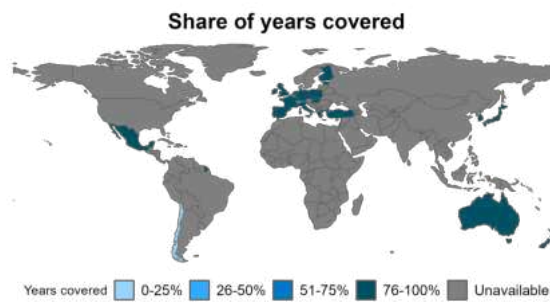 Share of years covered
Years covered 0-25% 26-50% 51-75% 76-100% Unavailable